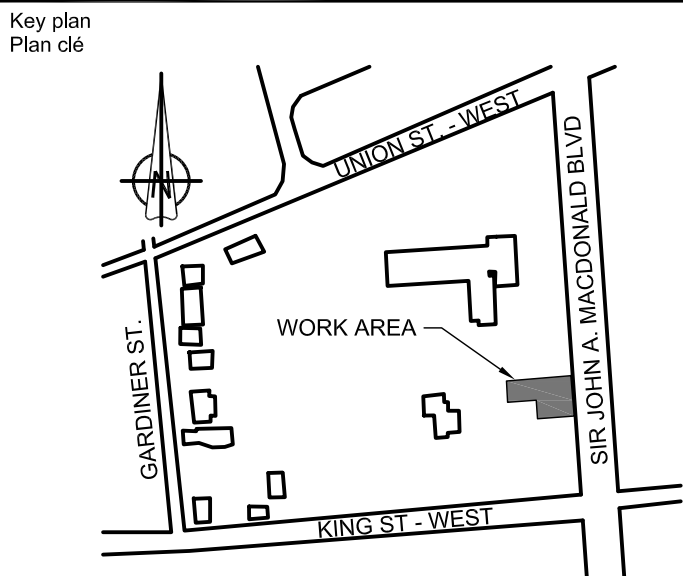 Key plan
Plan clé
N
UNION ST. - WEST
SIR JOHN A. MACDONALD BLVD
WORK AREA
GARDINER ST.
KING ST - WEST